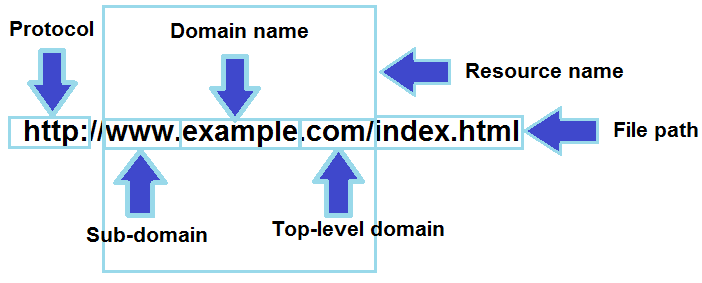 Protocol
Domain name
Resource name
http://www.example.com/index.html
File path
Sub-domain
Top-level domain